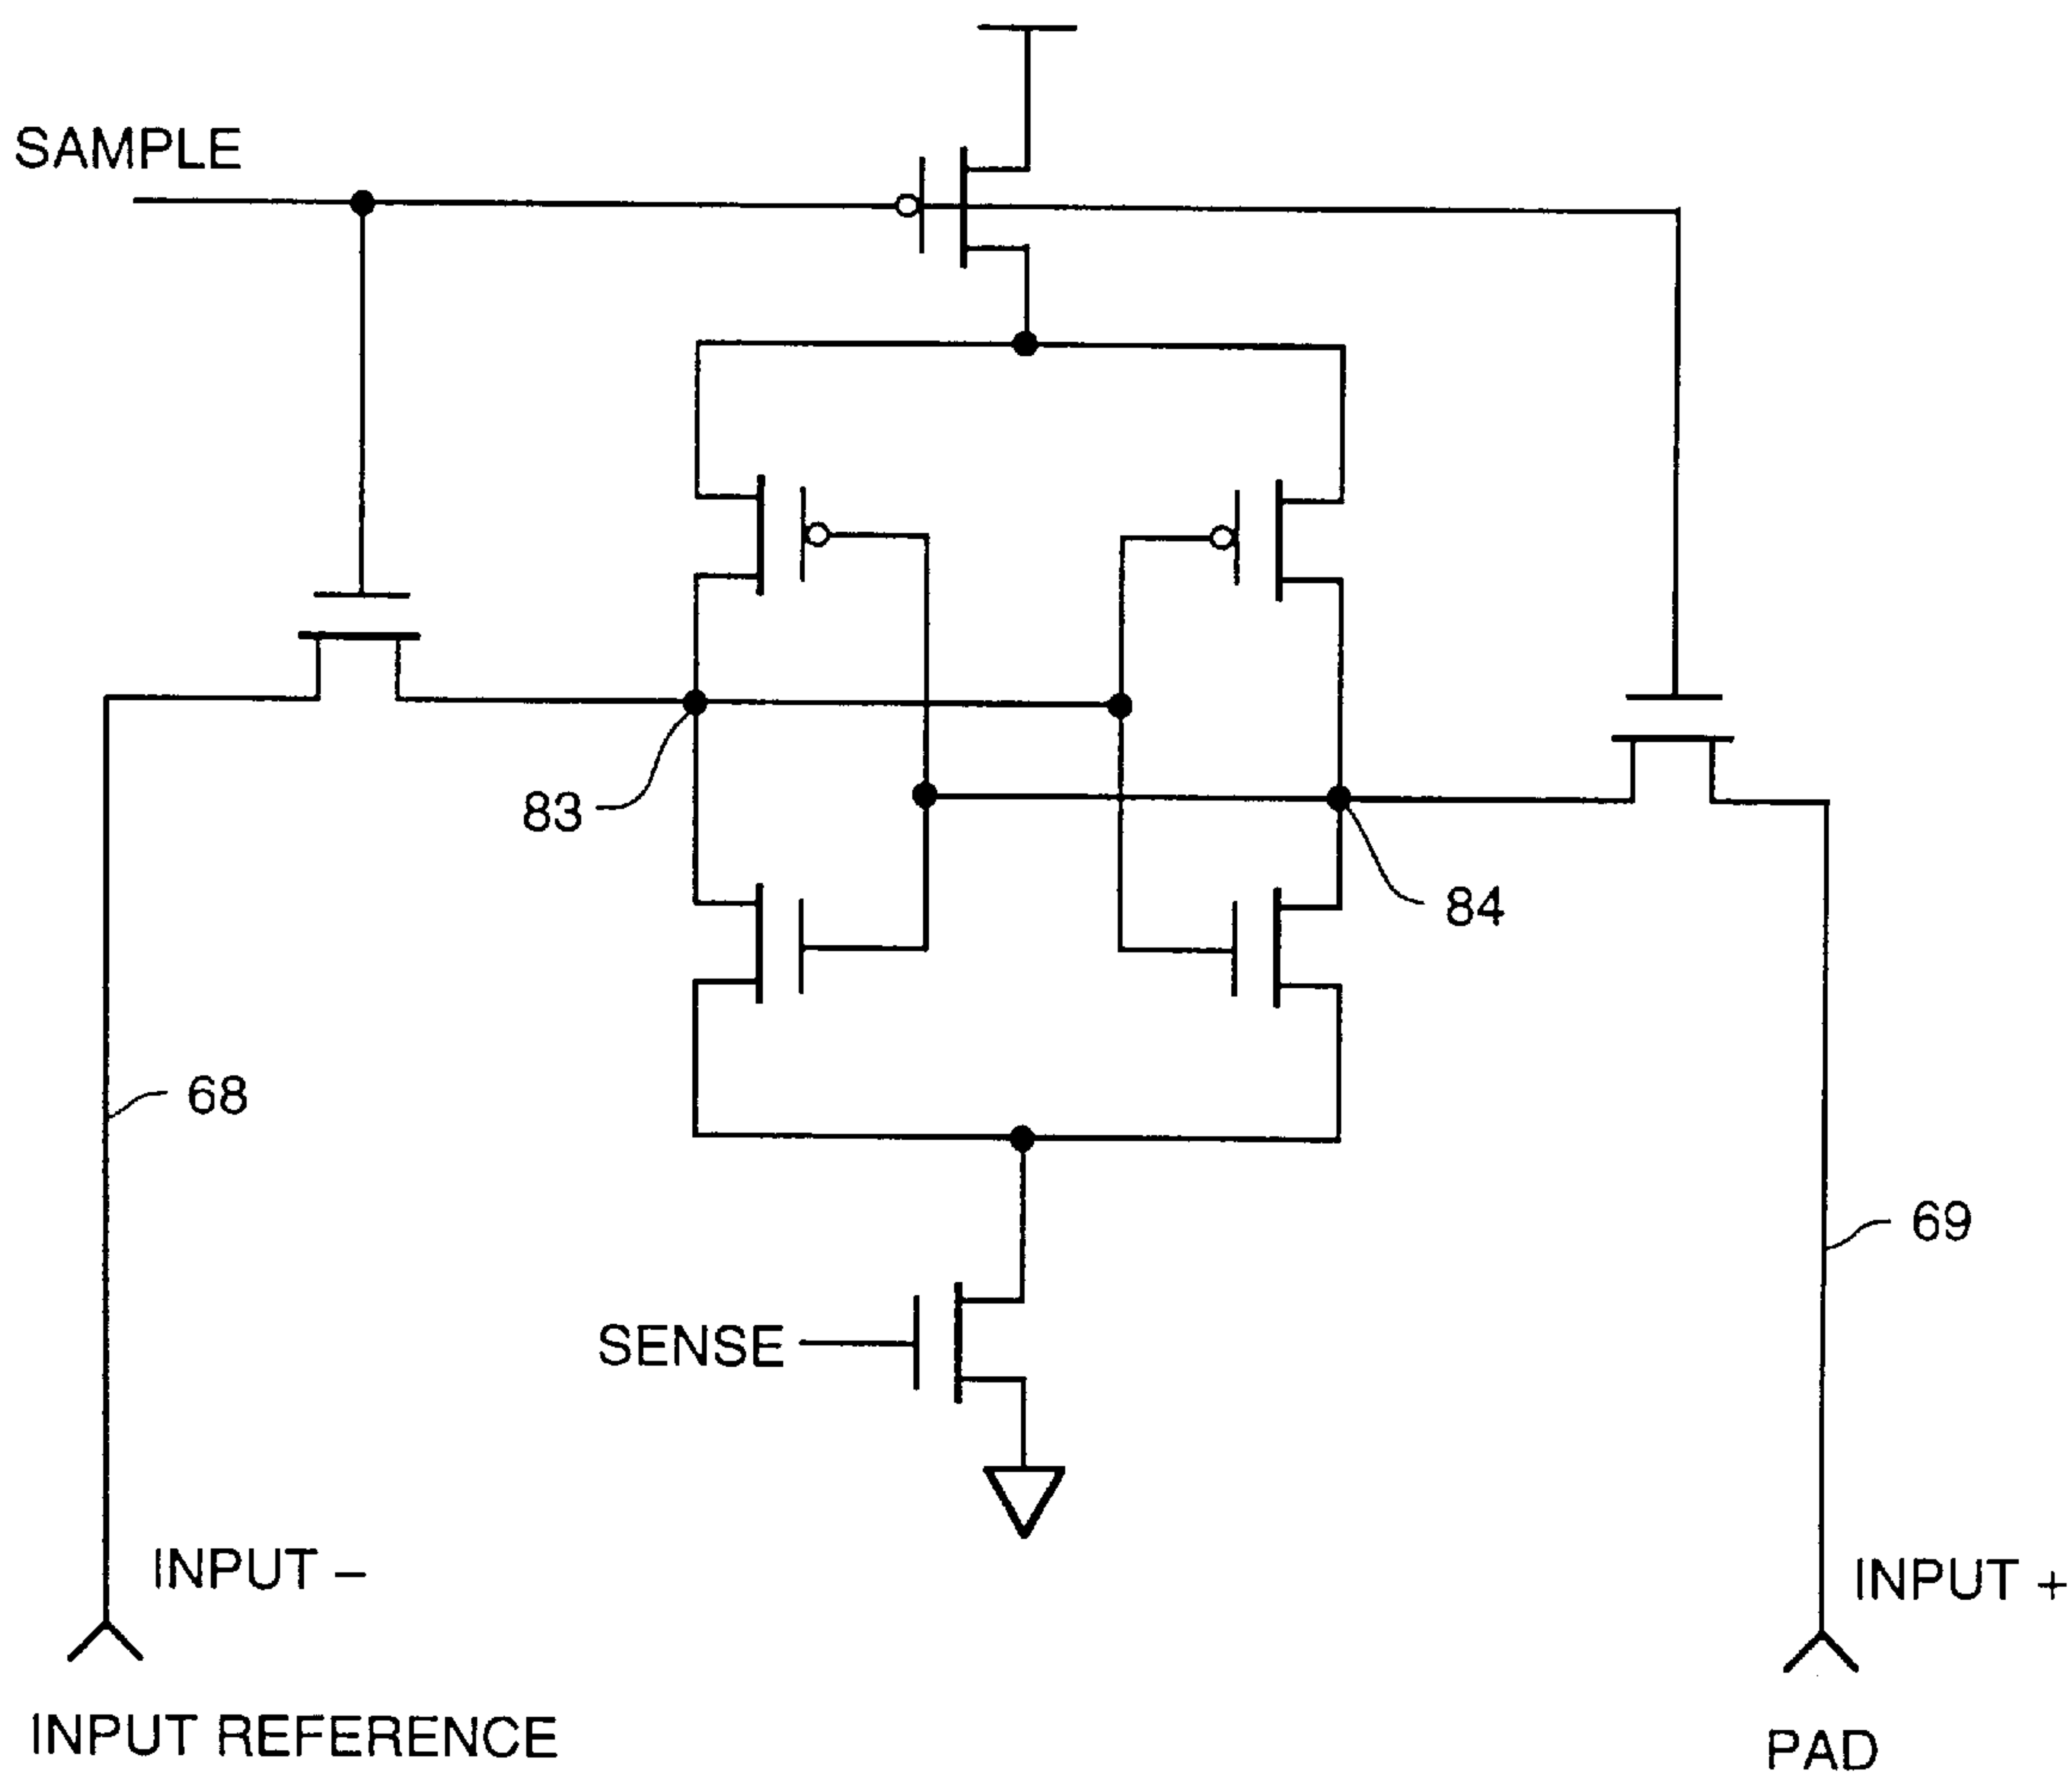 SAMPLE
83
84
68
69
SENSE
INPUT –
INPUT +
INPUT REFERENCE
PAD